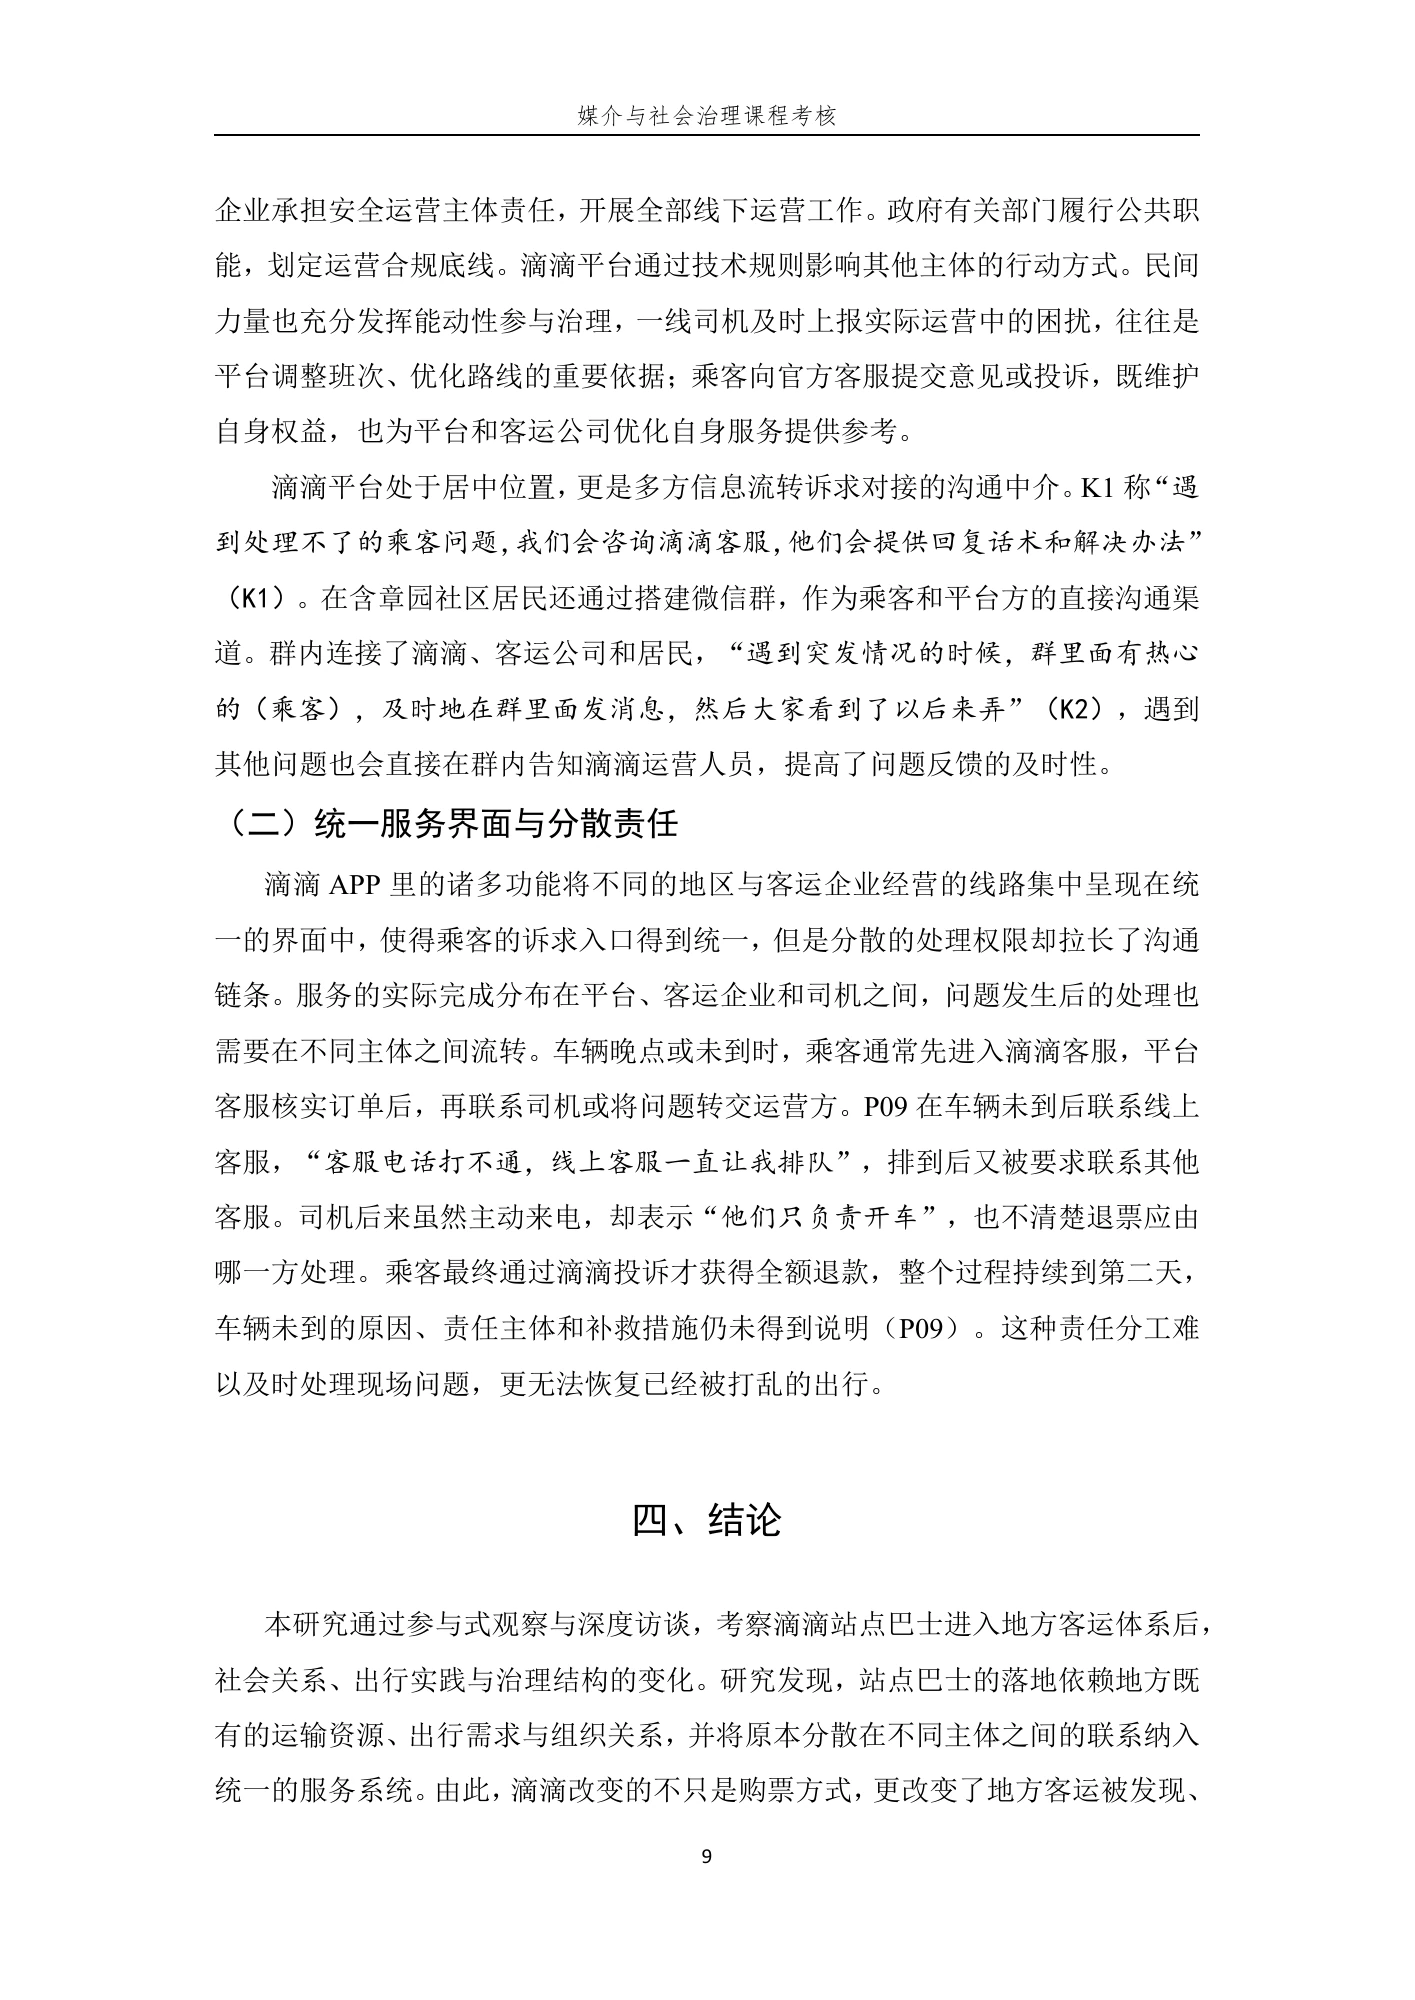 媒介与社会治理课程考核
企业承担安全运营主体责任，开展全部线下运营工作。政府有关部门履行公共职
能，划定运营合规底线。滴滴平台通过技术规则影响其他主体的行动方式。民间
力量也充分发挥能动性参与治理，一线司机及时上报实际运营中的困扰，往往是
平台调整班次、优化路线的重要依据；乘客向官方客服提交意见或投诉，既维护
自身权益，也为平台和客运公司优化自身服务提供参考。
滴滴平台处于居中位置，更是多方信息流转诉求对接的沟通中介。K1 称“遇
到处理不了的乘客问题，我们会咨询滴滴客服，他们会提供回复话术和解决办法”
（K1）。在含章园社区居民还通过搭建微信群，作为乘客和平台方的直接沟通渠
道。群内连接了滴滴、客运公司和居民，“遇到突发情况的时候，群里面有热心
的（乘客），及时地在群里面发消息，然后大家看到了以后来弄”（K2），遇到
其他问题也会直接在群内告知滴滴运营人员，提高了问题反馈的及时性。
（二）统一服务界面与分散责任
滴滴 APP 里的诸多功能将不同的地区与客运企业经营的线路集中呈现在统
一的界面中，使得乘客的诉求入口得到统一，但是分散的处理权限却拉长了沟通
链条。服务的实际完成分布在平台、客运企业和司机之间，问题发生后的处理也
需要在不同主体之间流转。车辆晚点或未到时，乘客通常先进入滴滴客服，平台
客服核实订单后，再联系司机或将问题转交运营方。P09 在车辆未到后联系线上
客服，“客服电话打不通，线上客服一直让我排队”，排到后又被要求联系其他
客服。司机后来虽然主动来电，却表示“他们只负责开车”，也不清楚退票应由
哪一方处理。乘客最终通过滴滴投诉才获得全额退款，整个过程持续到第二天，
车辆未到的原因、责任主体和补救措施仍未得到说明（P09）。这种责任分工难
以及时处理现场问题，更无法恢复已经被打乱的出行。
四、结论
本研究通过参与式观察与深度访谈，考察滴滴站点巴士进入地方客运体系后，
社会关系、出行实践与治理结构的变化。研究发现，站点巴士的落地依赖地方既
有的运输资源、出行需求与组织关系，并将原本分散在不同主体之间的联系纳入
统一的服务系统。由此，滴滴改变的不只是购票方式，更改变了地方客运被发现、
9